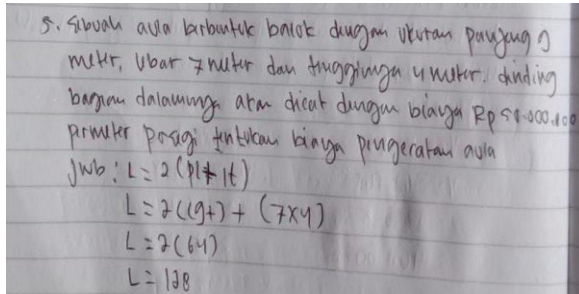 5. Sebuah aula berbentuk balok dengan ukuran panjang 9
meter, lebar 7 meter dan tingginya 4 meter. dinding
bagian dalamnya akan dicat dengan biaya Rp 50.000.00
permeter persegi tentukan biaya pengecatan aula
Jwb: L = 2 (pl + lt)
L = 2 ((9+) + (7x4)
L = 2 (64)
L = 128